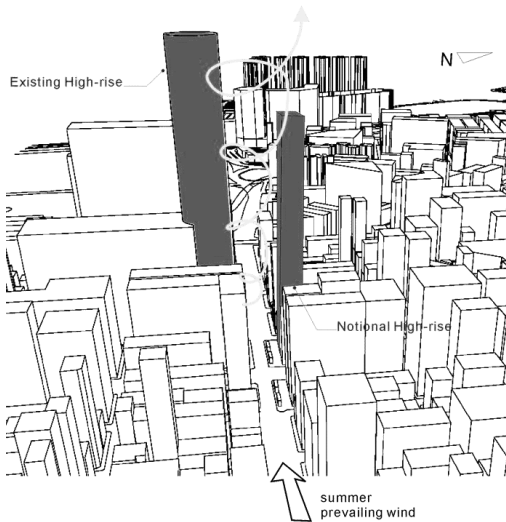 N
Existing High-rise
Notional High-rise
summer
prevailing wind